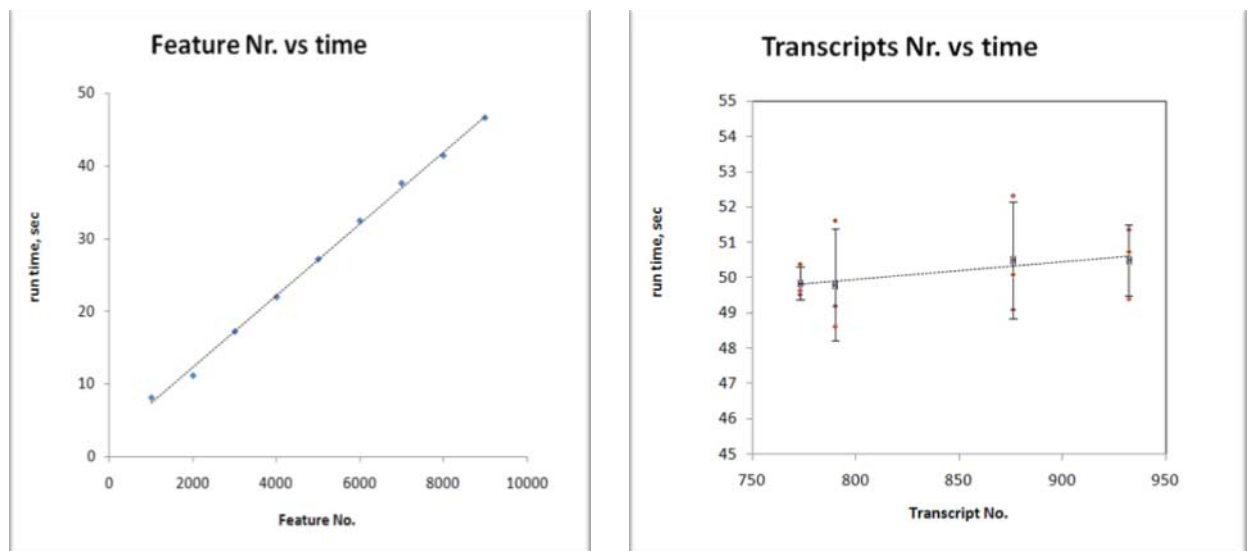 Feature Nr. vs time
50
40
30
20
10
0
0 2000 4000 6000 8000 10000
run time, sec
Feature No.
Transcripts Nr. vs time
55
54
53
52
51
50
49
48
47
46
45
750 800 850 900 950
run time, sec
Transcript No.